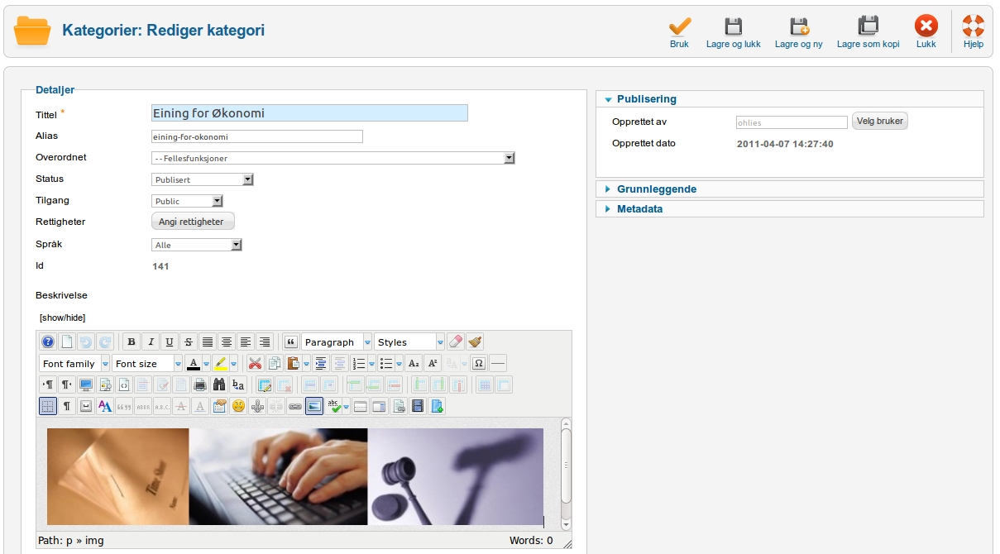 Kategorier: Rediger kategori
Bruk
Lagre og lukk
Lagre og ny
Lagre som kopi
Lukk
Hjelp
Detaljer
Tittel *
Eining for Økonomi
Alias
eining-for-okonomi
Overordnet
- - Fellesfunksjoner
Status
Publisert
Tilgang
Public
Rettigheter
Angi rettigheter
Språk
Alle
Id
141
Beskrivelse
[show/hide]
Paragraph
Styles
Font family
Font size
Time Sheet
Name
Path: p » img
Words: 0
Publisering
Opprettet av
ohlies
Velg bruker
Opprettet dato
2011-04-07 14:27:40
Grunnleggende
Metadata